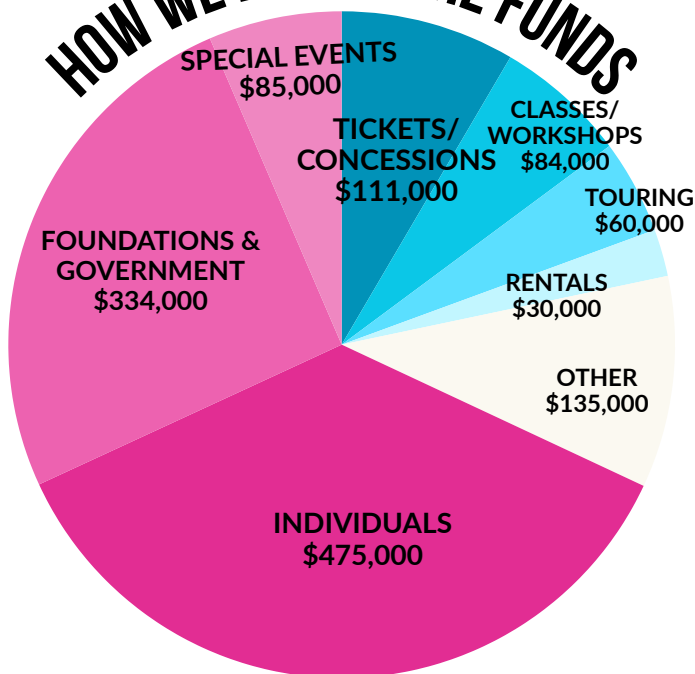 HOW WE FUNDS
SPECIAL EVENTS
$85,000
TICKETS/
CONCESSIONS
$111,000
CLASSES/
WORKSHOPS
$84,000
TOURING
$60,000
RENTALS
$30,000
OTHER
$135,000
INDIVIDUALS
$475,000
FOUNDATIONS &
GOVERNMENT
$334,000